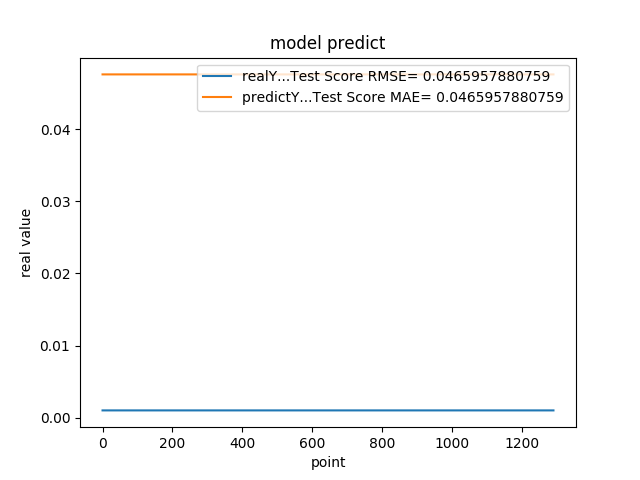 model predict
realY...Test Score RMSE= 0.0465957880759
predictY...Test Score MAE= 0.0465957880759
0.04
0.03
0.02
0.01
0.00
real value
0 200 400 600 800 1000 1200
point